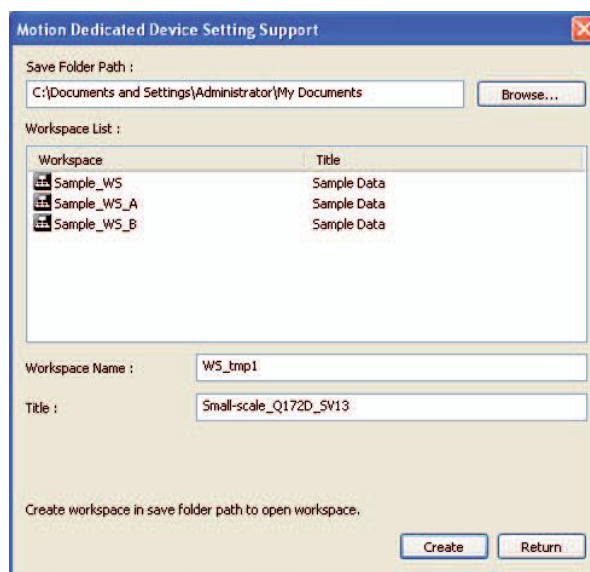 Motion Dedicated Device Setting Support
Save Folder Path :
C:\Documents and Settings\Administrator\My Documents
Browse...
Workspace List :
Workspace Title
Sample_WS Sample Data
Sample_WS_A Sample Data
Sample_WS_B Sample Data
Workspace Name : WS_tmp1
Title : Small-scale_Q172D_SV13
Create workspace in save folder path to open workspace.
Create Return